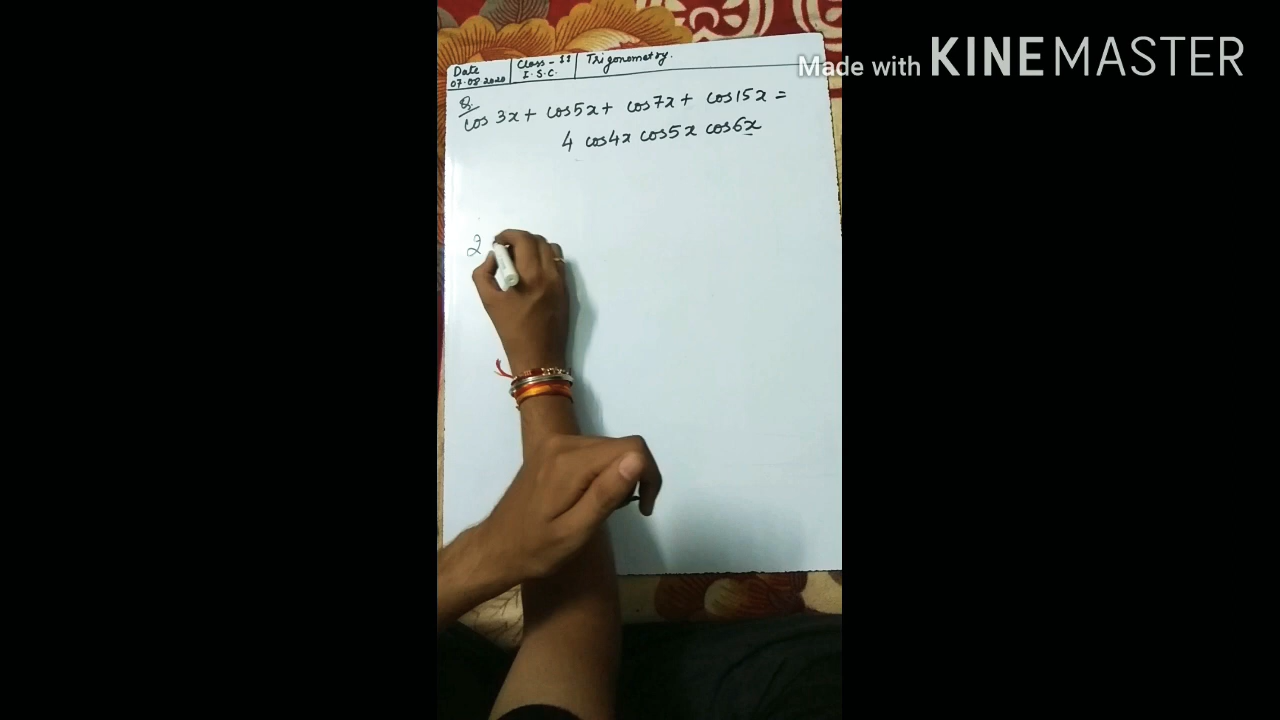 Made with KINEMASTER
Date
07.08.2020
Class - 11
I.S.C.
Trigonometry.
Q.
cos 3x + cos5x + cos7x + cos15x =
4 cos4x cos5x cos6x
2